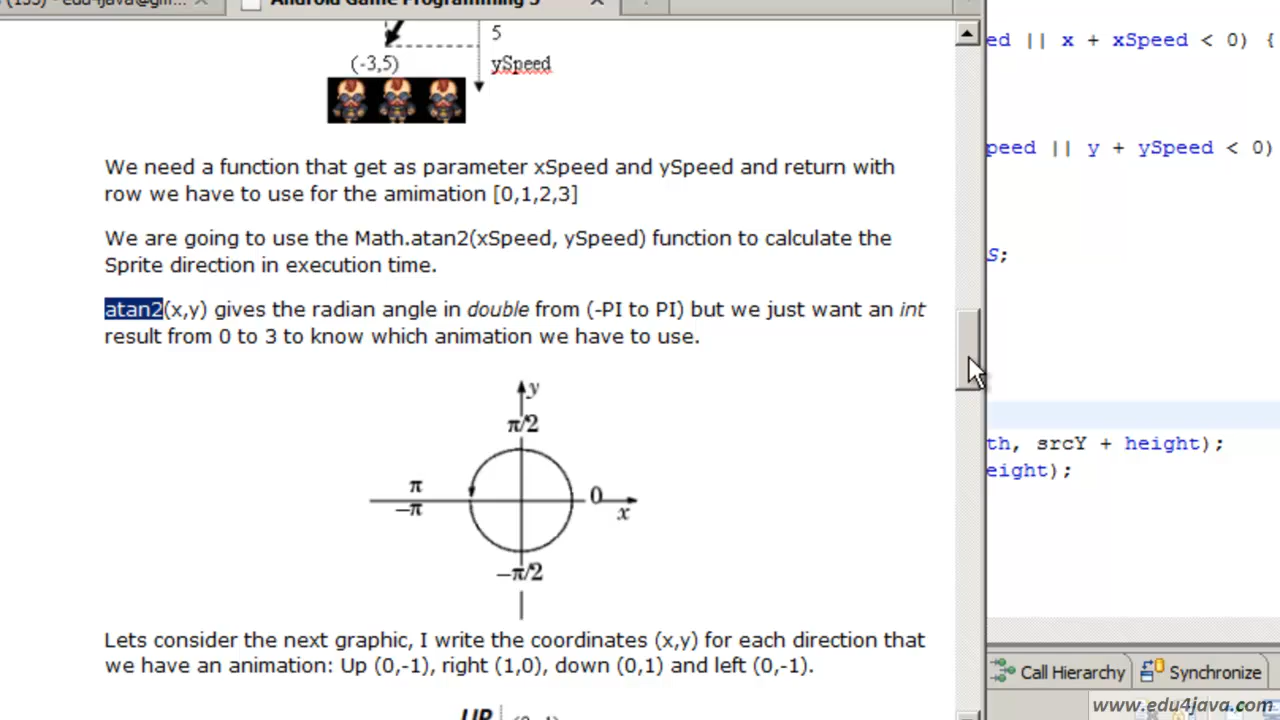 Android Game Programming 5
5
(-3,5)
ySpeed
We need a function that get as parameter xSpeed and ySpeed and return with
row we have to use for the amimation [0,1,2,3]
We are going to use the Math.atan2(xSpeed, ySpeed) function to calculate the
Sprite direction in execution time.
atan2(x,y) gives the radian angle in double from (-PI to PI) but we just want an int
result from 0 to 3 to know which animation we have to use.
y
π/2
π
0
−π
x
−π/2
Lets consider the next graphic, I write the coordinates (x,y) for each direction that
we have an animation: Up (0,-1), right (1,0), down (0,1) and left (0,-1).
UP
ed || x + xSpeed < 0) {
peed || y + ySpeed < 0)
S;
th, srcY + height);
eight);
Call Hierarchy
Synchronize
www.edu4java.com